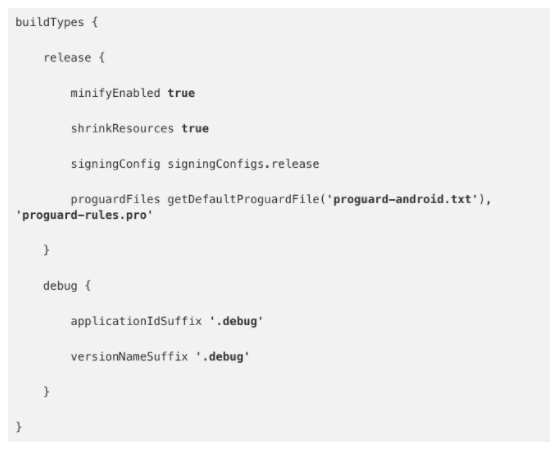 buildTypes {
release {
minifyEnabled true
shrinkResources true
signingConfig signingConfigs.release
proguardFiles getDefaultProguardFile('proguard-android.txt'),
'proguard-rules.pro'
}
debug {
applicationIdSuffix '.debug'
versionNameSuffix '.debug'
}
}